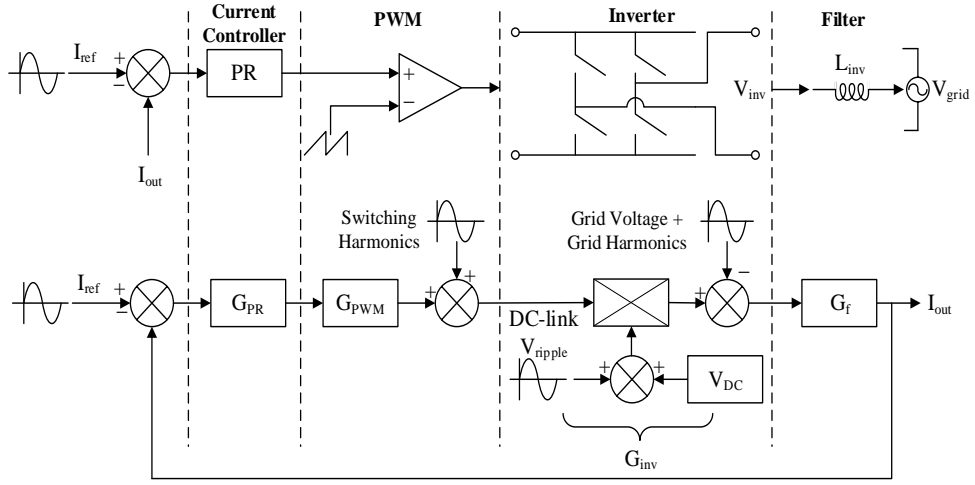 Current
Controller
PWM
Inverter
Filter
I_ref
+
−
PR
+
−
I_out
V_inv
L_inv
V_grid
Switching
Harmonics
Grid Voltage +
Grid Harmonics
I_ref
+
−
G_PR
G_PWM
+
+
DC-link
+
−
G_f
I_out
V_ripple
+
+
V_DC
G_inv